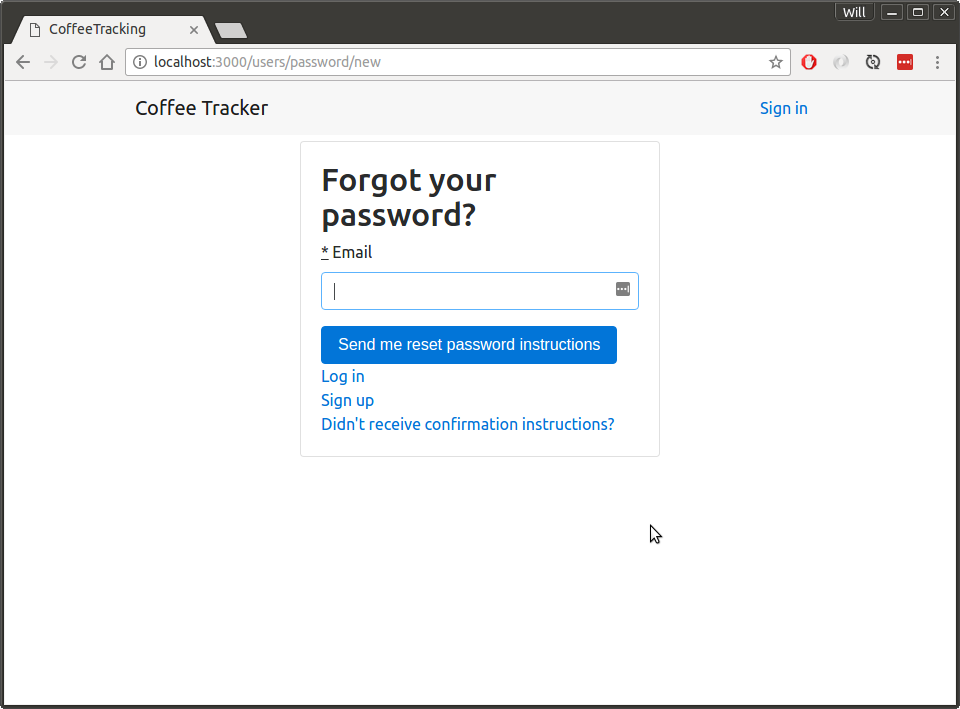 Will
CoffeeTracking
localhost:3000/users/password/new
Coffee Tracker
Sign in
Forgot your
password?
* Email
Send me reset password instructions
Log in
Sign up
Didn't receive confirmation instructions?